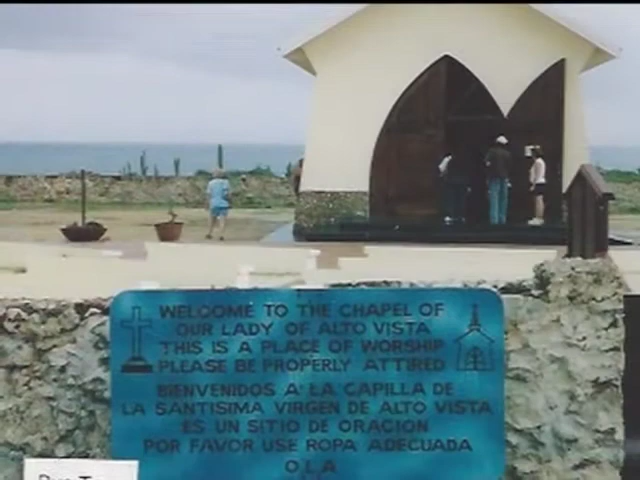 WELCOME TO THE CHAPEL OF
OUR LADY OF ALTO VISTA
THIS IS A PLACE OF WORSHIP
PLEASE BE PROPERLY ATTIRED
BIENVENIDOS A LA CAPILLA DE
LA SANTISIMA VIRGEN DE ALTO VISTA
ES UN SITIO DE ORACION
POR FAVOR USE ROPA ADECUADA
O.L.A